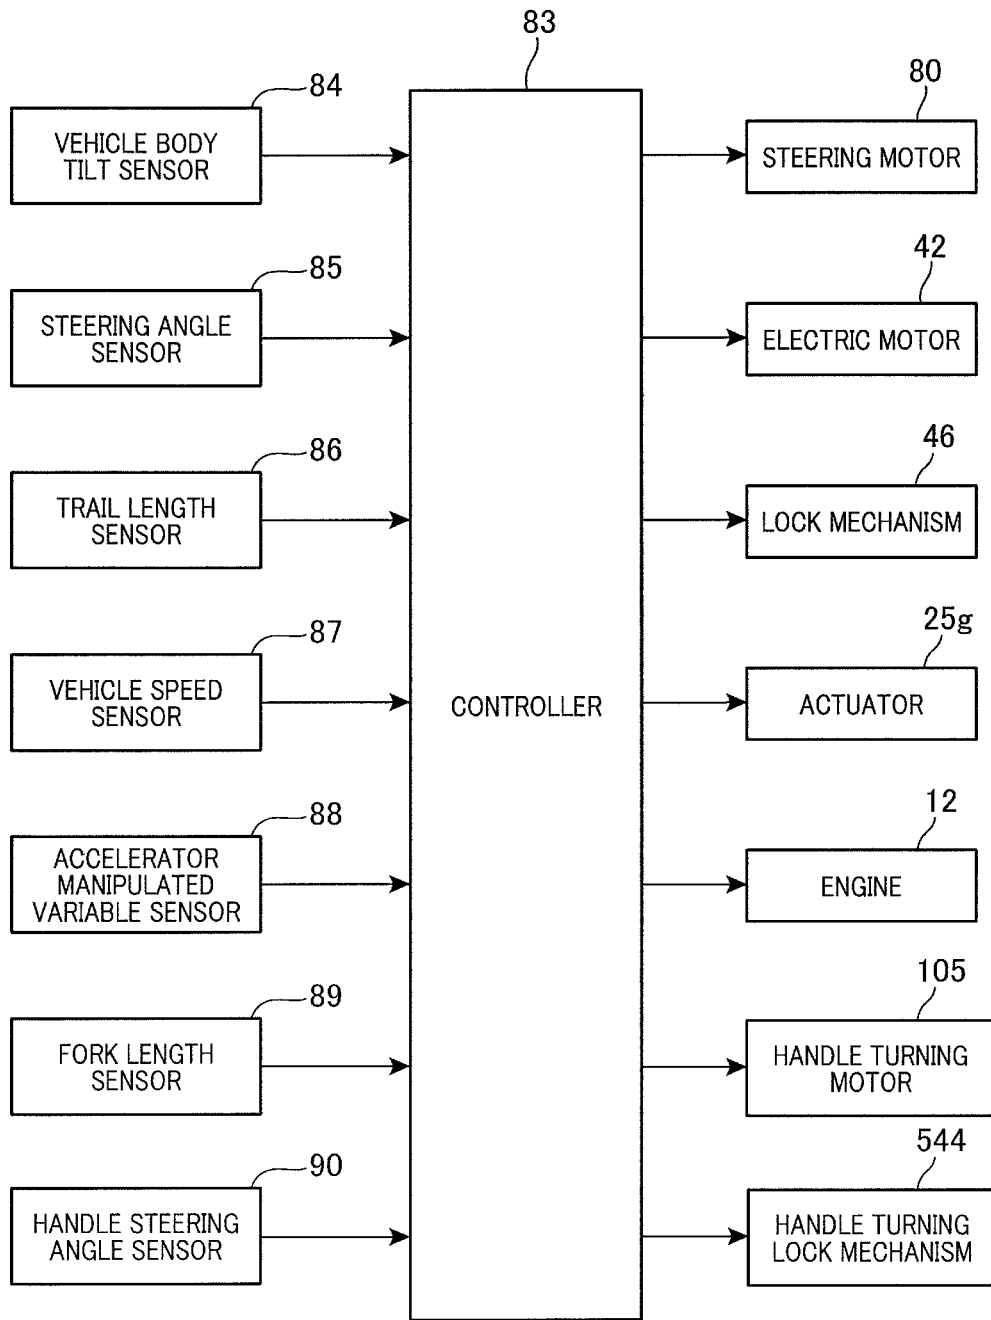 83
84
VEHICLE BODY
TILT SENSOR
85
STEERING ANGLE
SENSOR
86
TRAIL LENGTH
SENSOR
87
VEHICLE SPEED
SENSOR
88
ACCELERATOR
MANIPULATED
VARIABLE SENSOR
89
FORK LENGTH
SENSOR
90
HANDLE STEERING
ANGLE SENSOR
CONTROLLER
80
STEERING MOTOR
42
ELECTRIC MOTOR
46
LOCK MECHANISM
25g
ACTUATOR
12
ENGINE
105
HANDLE TURNING
MOTOR
544
HANDLE TURNING
LOCK MECHANISM